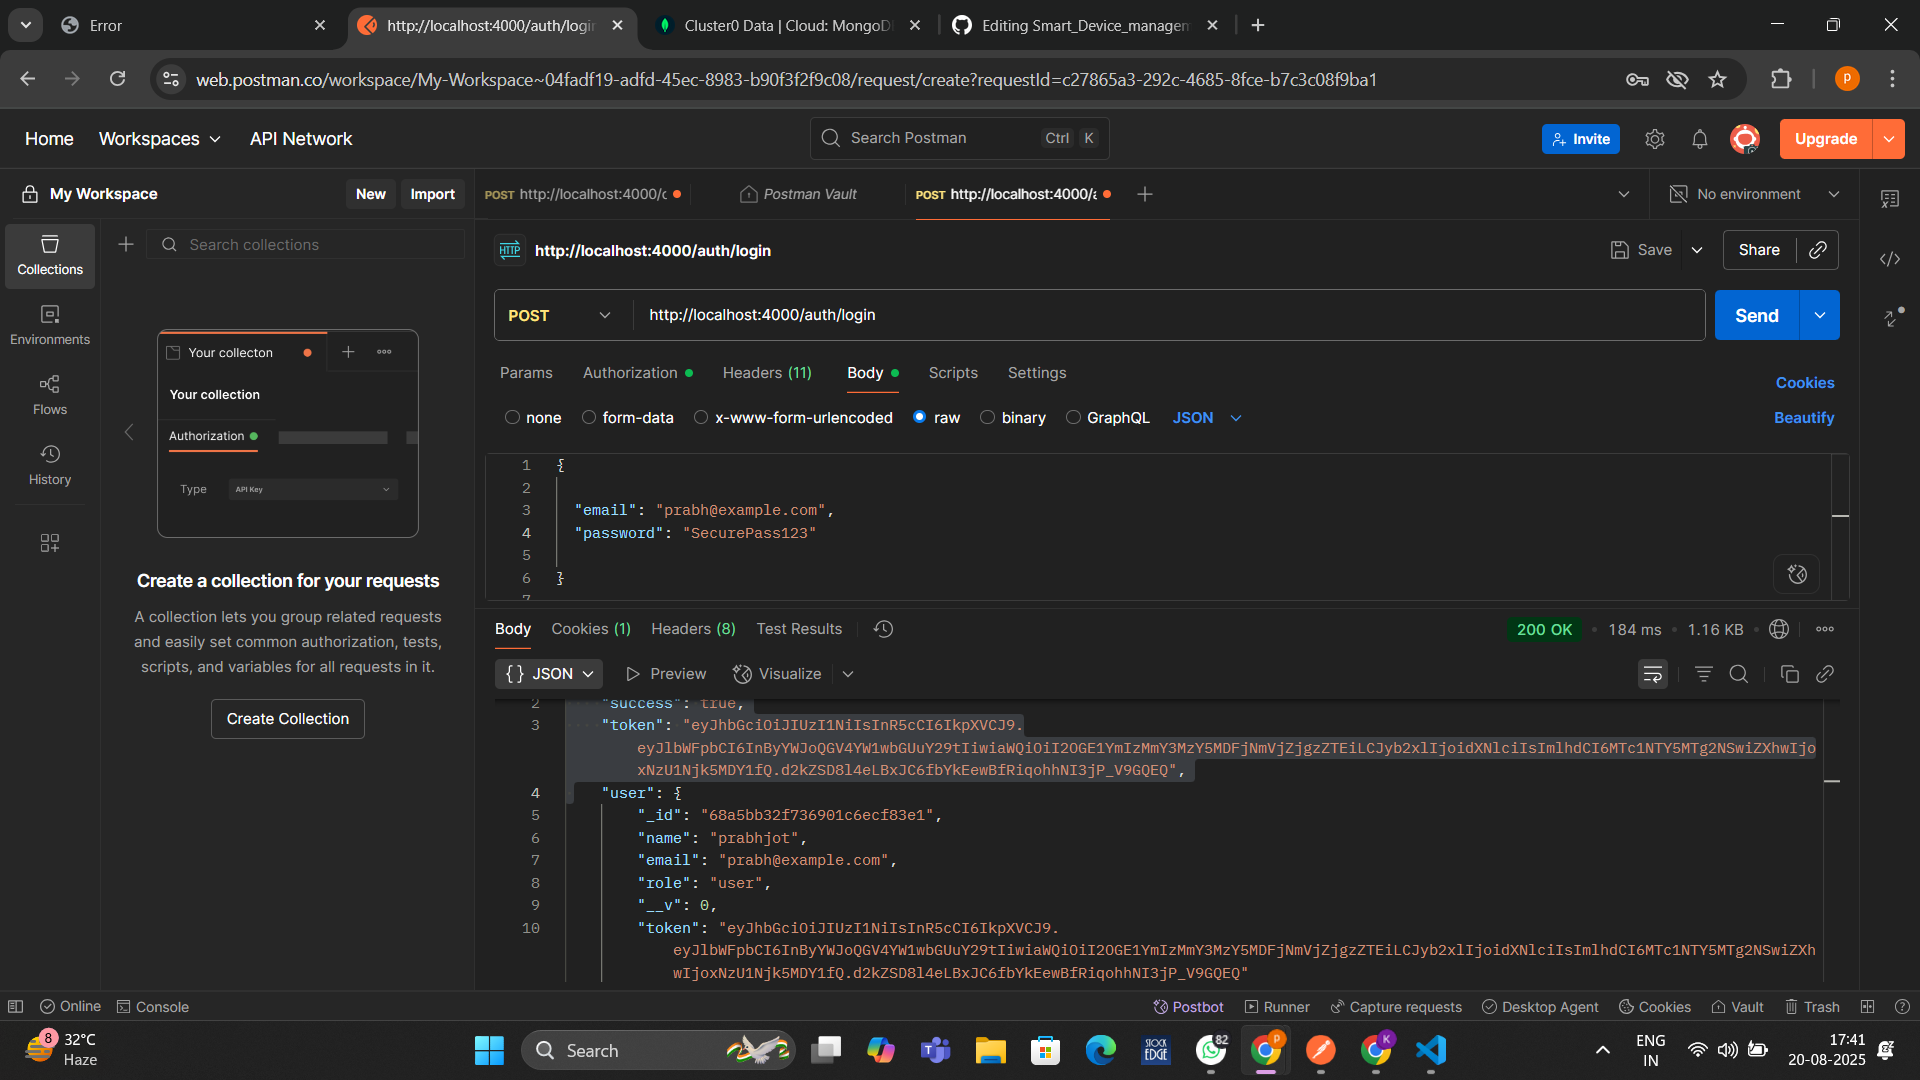 Error
http://localhost:4000/auth/login
Cluster0 Data | Cloud: MongoD
Editing Smart_Device_managem
web.postman.co/workspace/My-Workspace~04fadf19-adfd-45ec-8983-b90f3f2f9c08/request/create?requestId=c27865a3-292c-4685-8fce-b7c3c08f9ba1
P
Home
Workspaces
API Network
Search Postman
Ctrl
K
Invite
Upgrade
My Workspace
New
Import
POST http://localhost:4000/c
Postman Vault
POST http://localhost:4000/a
No environment
Collections
Environments
Flows
History
Search collections
Your collecton
Your collection
Authorization
Type
API Key
Create a collection for your requests
A collection lets you group related requests
and easily set common authorization, tests,
scripts, and variables for all requests in it.
Create Collection
HTTP
http://localhost:4000/auth/login
Save
Share
POST
http://localhost:4000/auth/login
Send
Params
Authorization
Headers (11)
Body
Scripts
Settings
Cookies
none
form-data
x-www-form-urlencoded
raw
binary
GraphQL
JSON
Beautify
1 {
2
3 "email": "prabh@example.com",
4 "password": "SecurePass123"
5
6 }
7
Body
Cookies (1)
Headers (8)
Test Results
200 OK
184 ms
1.16 KB
{} JSON
Preview
Visualize
2 "success": true,
3 "token": "eyJhbGciOiJIUzI1NiIsInR5cCI6IkpXVCJ9.
eyJlbWFpbCI6InByYWJoQGV4YW1wbGUuY29tIiwiaWQiOiI2OGE1YmIzMmY3MzY5MDFjNmVjZjgzZTEiLCJyb2xlIjoidXNlciIsImlhdCI6MTc1NTY5MTg2NSwiZXhwIjo
xNzU1Njk5MDY1fQ.d2kZSD8l4eLBxJC6fbYkEewBfRiqohhNI3jP_V9GQEQ",
4 "user": {
5 "_id": "68a5bb32f736901c6ecf83e1",
6 "name": "prabhjot",
7 "email": "prabh@example.com",
8 "role": "user",
9 "__v": 0,
10 "token": "eyJhbGciOiJIUzI1NiIsInR5cCI6IkpXVCJ9.
eyJlbWFpbCI6InByYWJoQGV4YW1wbGUuY29tIiwiaWQiOiI2OGE1YmIzMmY3MzY5MDFjNmVjZjgzZTEiLCJyb2xlIjoidXNlciIsImlhdCI6MTc1NTY5MTg2NSwiZXh
wIjoxNzU1Njk5MDY1fQ.d2kZSD8l4eLBxJC6fbYkEewBfRiqohhNI3jP_V9GQEQ"
Online
Console
Postbot
Runner
Capture requests
Desktop Agent
Cookies
Vault
Trash
8
32°C
Haze
Search
STOCK
EDGE
82
P
K
ENG
IN
17:41
20-08-2025